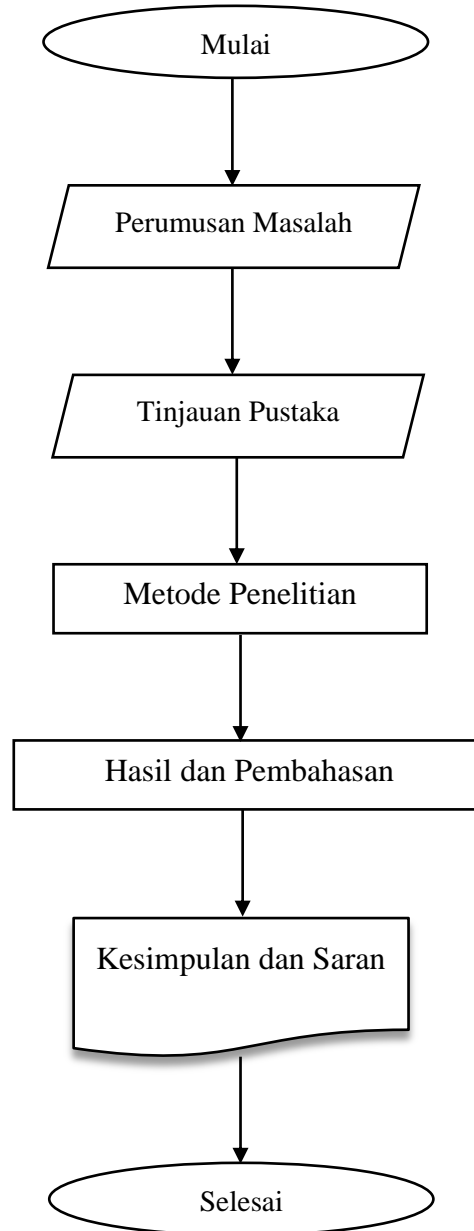 Mulai
Perumusan Masalah
Tinjauan Pustaka
Metode Penelitian
Hasil dan Pembahasan
Kesimpulan dan Saran
Selesai